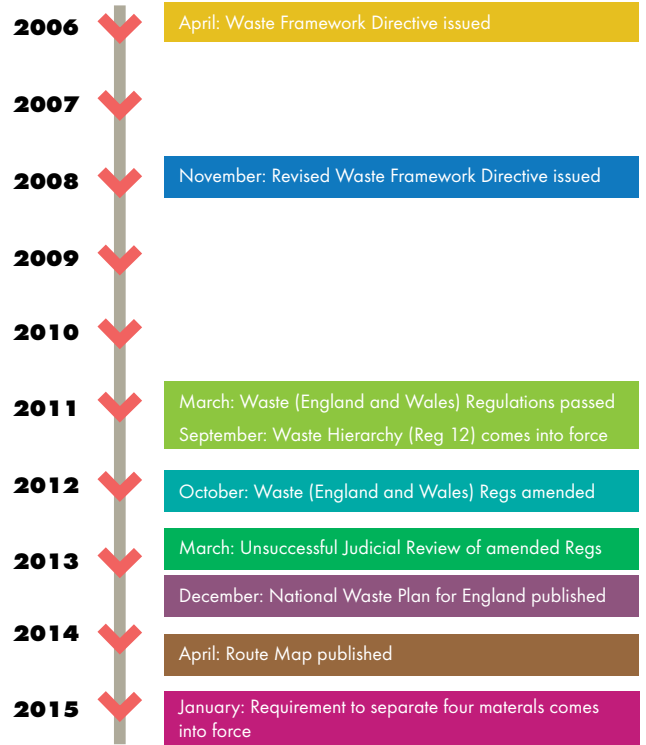 2006
April: Waste Framework Directive issued
2007
2008
November: Revised Waste Framework Directive issued
2009
2010
2011
March: Waste (England and Wales) Regulations passed
September: Waste Hierarchy (Reg 12) comes into force
2012
October: Waste (England and Wales) Regs amended
2013
March: Unsuccessful Judicial Review of amended Regs
December: National Waste Plan for England published
2014
April: Route Map published
2015
January: Requirement to separate four materals comes
into force